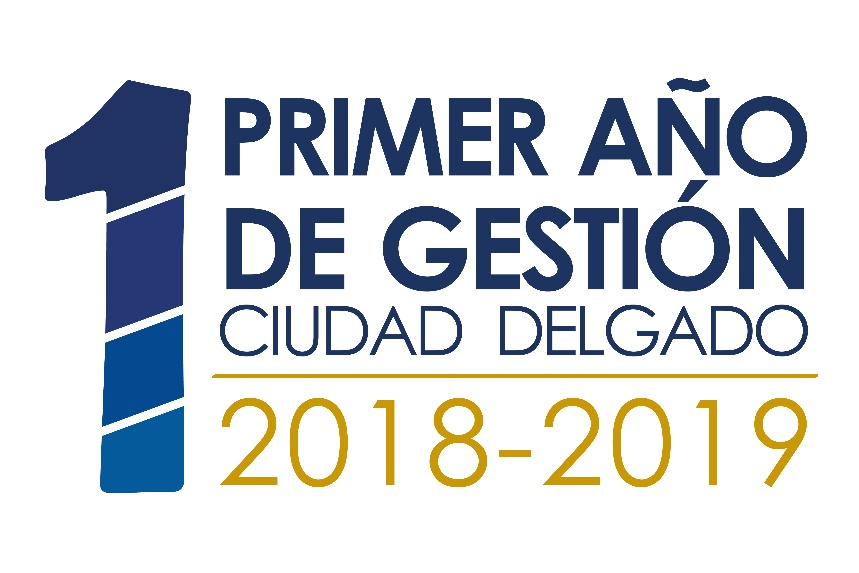 1
PRIMER AÑO
DE GESTIÓN
CIUDAD DELGADO
2018-2019